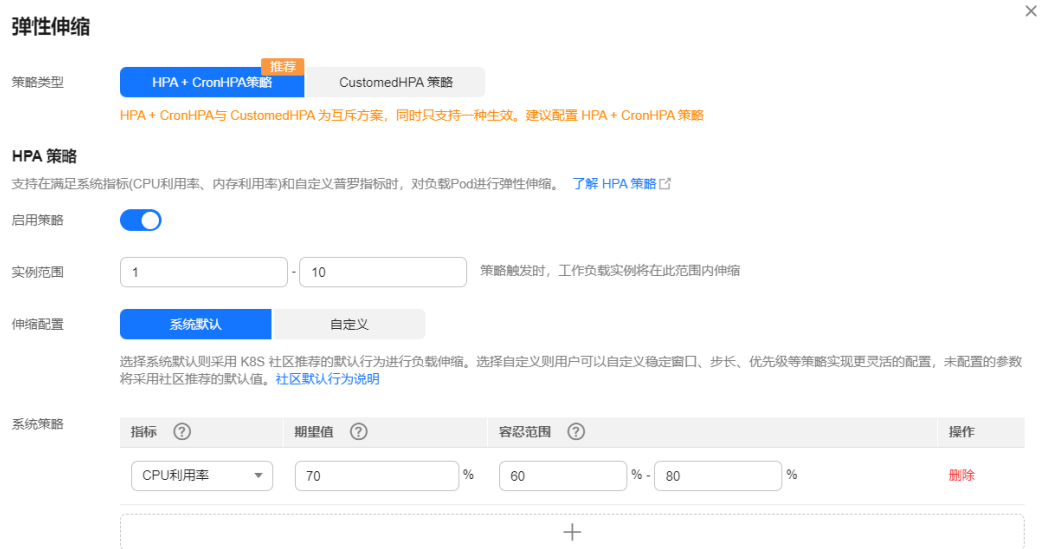 弹性伸缩
策略类型
推荐
HPA + CronHPA策略
CustomedHPA 策略
HPA + CronHPA与 CustomedHPA 为互斥方案，同时只支持一种生效。建议配置 HPA + CronHPA 策略
HPA 策略
支持在满足系统指标(CPU利用率、内存利用率)和自定义普罗指标时，对负载Pod进行弹性伸缩。 了解 HPA 策略
启用策略
实例范围 1 - 10 策略触发时，工作负载实例将在此范围内伸缩
伸缩配置 系统默认 自定义
选择系统默认则采用 K8S 社区推荐的默认行为进行负载伸缩。选择自定义则用户可以自定义稳定窗口、步长、优先级等策略实现更灵活的配置，未配置的参数
将采用社区推荐的默认值。社区默认行为说明
系统策略
指标 ? 期望值 ? 容忍范围 ? 操作
CPU利用率 70 % 60 % - 80 % 删除